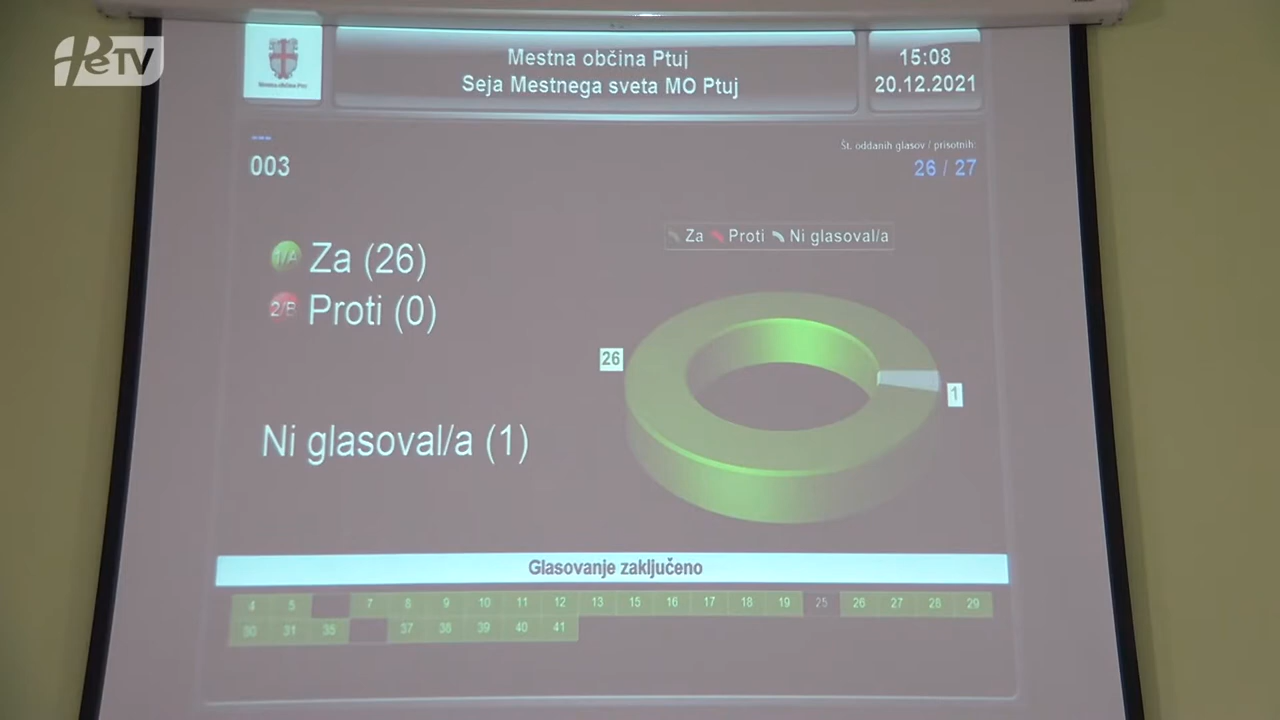 PeTV
Mestna občina Ptuj
Mestna občina Ptuj
Seja Mestnega sveta MO Ptuj
15:08
20.12.2021
---
003
Št. oddanih glasov / prisotnih:
26 / 27
1/A Za (26)
2/B Proti (0)
Ni glasoval/a (1)
Za Proti Ni glasoval/a
26
1
Glasovanje zaključeno
4 5 7 8 9 10 11 12 13 15 16 17 18 19 25 26 27 28 29
30 31 35 37 38 39 40 41